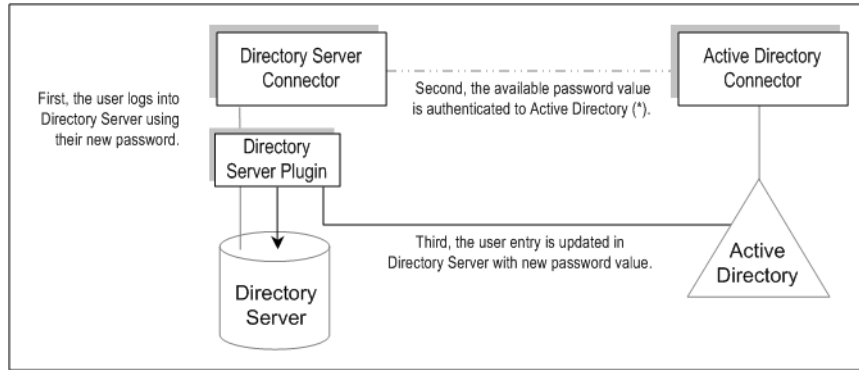 Directory Server
Connector
Active Directory
Connector
First, the user logs into
Directory Server using
their new password.
Second, the available password value
is authenticated to Active Directory (*).
Directory
Server Plugin
Third, the user entry is updated in
Directory Server with new password value.
Active
Directory
Directory
Server